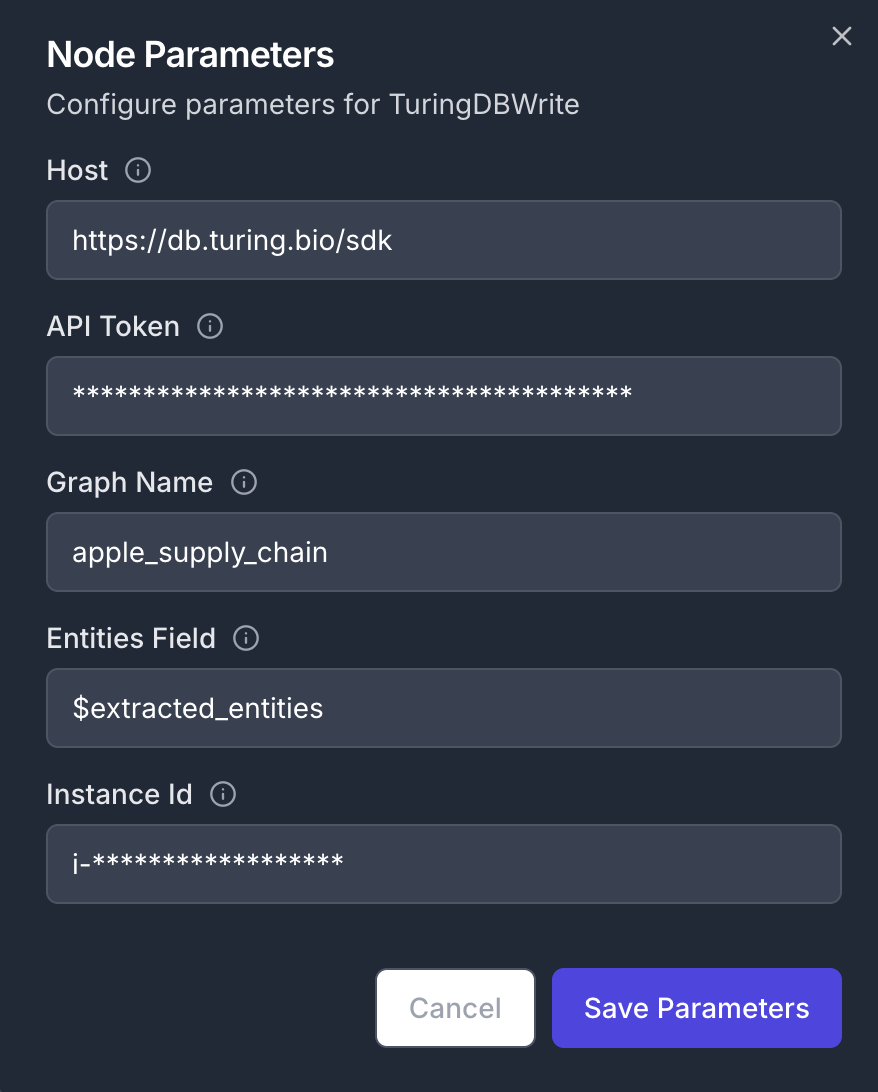 Node Parameters
Configure parameters for TuringDBWrite
Host
https://db.turing.bio/sdk
API Token
****************************************
Graph Name
apple_supply_chain
Entities Field
$extracted_entities
Instance Id
i-******************
Cancel
Save Parameters